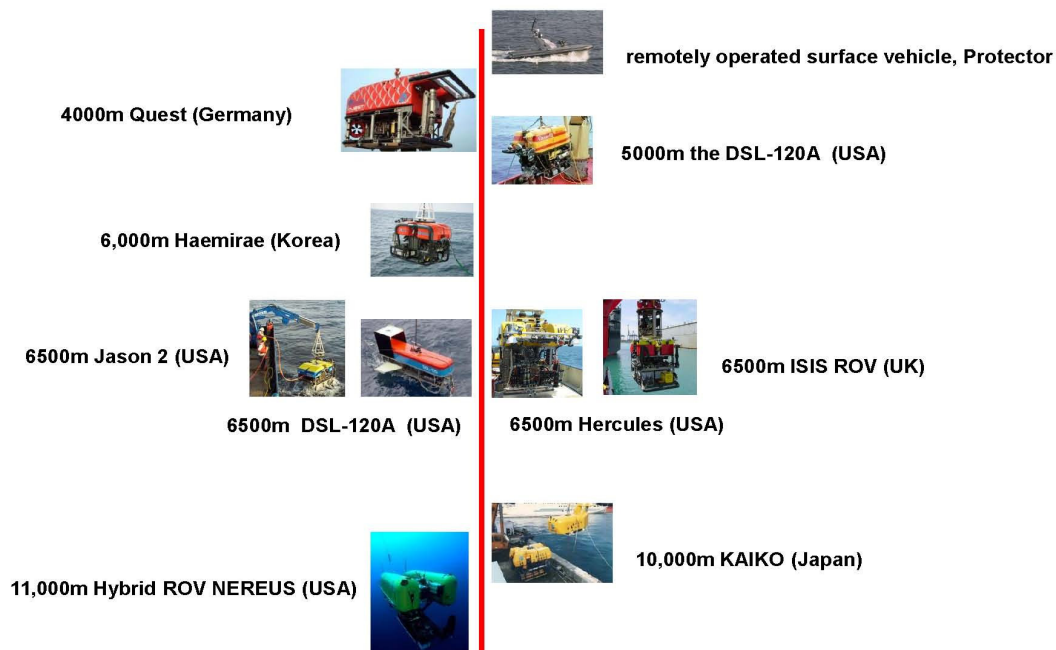 remotely operated surface vehicle, Protector
4000m Quest (Germany)
5000m the DSL-120A (USA)
6,000m Haemirae (Korea)
6500m Jason 2 (USA)
6500m ISIS ROV (UK)
6500m DSL-120A (USA)
6500m Hercules (USA)
10,000m KAIKO (Japan)
11,000m Hybrid ROV NEREUS (USA)